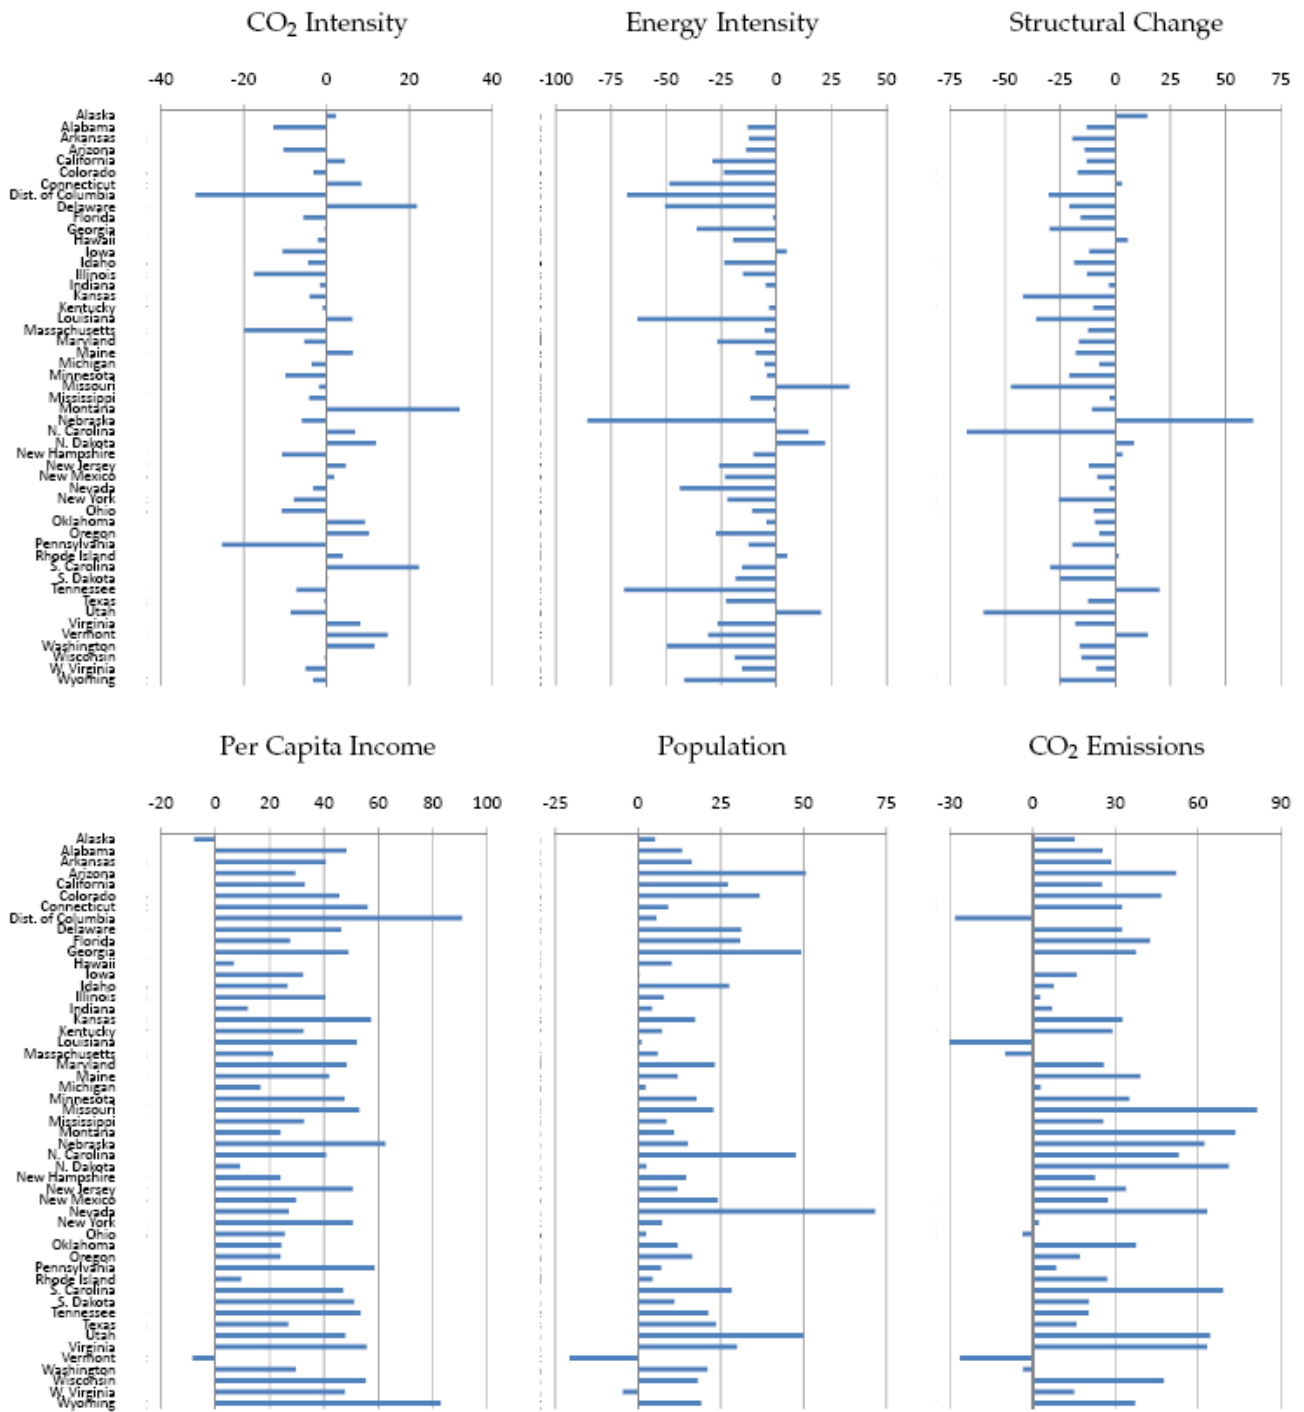 CO2 Intensity Energy Intensity Structural Change
-40 -20 0 20 40 -100 -75 -50 -25 0 25 50 -75 -50 -25 0 25 50 75
Alaska
Alabama
Arkansas
Arizona
California
Colorado
Connecticut
Dist. of Columbia
Delaware
Florida
Georgia
Hawaii
Iowa
Idaho
Illinois
Indiana
Kansas
Kentucky
Louisiana
Massachusetts
Maryland
Maine
Michigan
Minnesota
Missouri
Mississippi
Montana
Nebraska
N. Carolina
N. Dakota
New Hampshire
New Jersey
New Mexico
Nevada
New York
Ohio
Oklahoma
Oregon
Pennsylvania
Rhode Island
S. Carolina
S. Dakota
Tennessee
Texas
Utah
Virginia
Vermont
Washington
Wisconsin
W. Virginia
Wyoming
Per Capita Income Population CO2 Emissions
-20 0 20 40 60 80 100 -25 0 25 50 75 -30 0 30 60 90
Alaska
Alabama
Arkansas
Arizona
California
Colorado
Connecticut
Dist. of Columbia
Delaware
Florida
Georgia
Hawaii
Iowa
Idaho
Illinois
Indiana
Kansas
Kentucky
Louisiana
Massachusetts
Maryland
Maine
Michigan
Minnesota
Missouri
Mississippi
Montana
Nebraska
N. Carolina
N. Dakota
New Hampshire
New Jersey
New Mexico
Nevada
New York
Ohio
Oklahoma
Oregon
Pennsylvania
Rhode Island
S. Carolina
S. Dakota
Tennessee
Texas
Utah
Virginia
Vermont
Washington
Wisconsin
W. Virginia
Wyoming